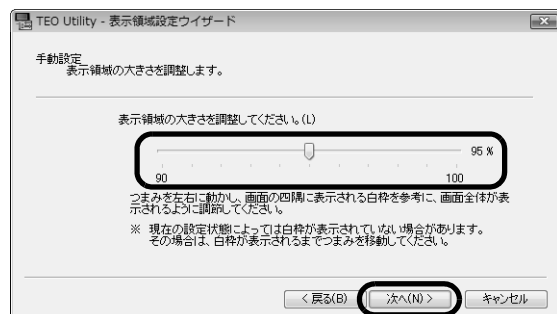 TEO Utility - 表示領域設定ウィザード
手動設定
表示領域の大きさを調整します。
表示領域の大きさを調整してください。(L)
95 %
90 100
つまみを左右に動かし、画面の四隅に表示される白枠を参考に、画面全体が表
示されるように調節してください。
※ 現在の設定状態によっては白枠が表示されていない場合があります。
その場合は、白枠が表示されるまでつまみを移動してください。
< 戻る(B) 次へ(N) > キャンセル